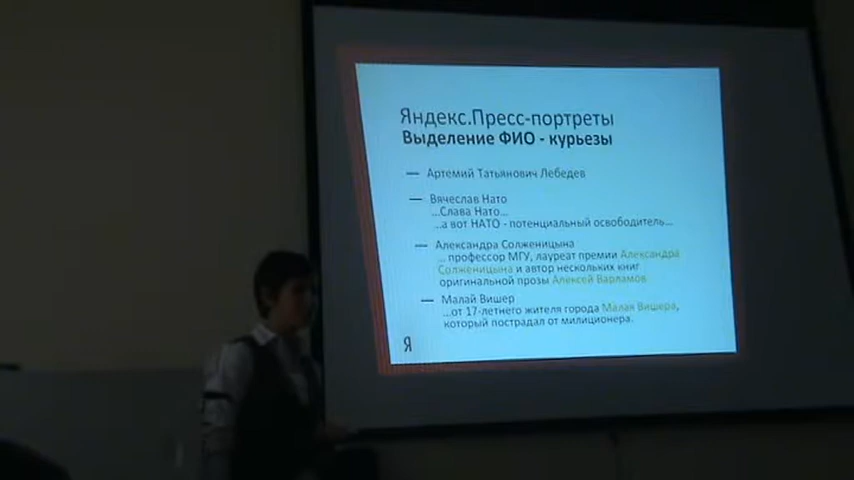 Яндекс.Пресс-портреты
Выделение ФИО - курьезы
— Артемий Татьянович Лебедев
— Вячеслав Нато
...Слава Нато...
...а вот НАТО - потенциальный освободитель...
— Александра Солженицына
... профессор МГУ, лауреат премии Александра
Солженицына и автор нескольких книг
оригинальной прозы Алексей Варламов
— Малай Вишер
...от 17-летнего жителя города Малая Вишера,
который пострадал от милиционера.
Я